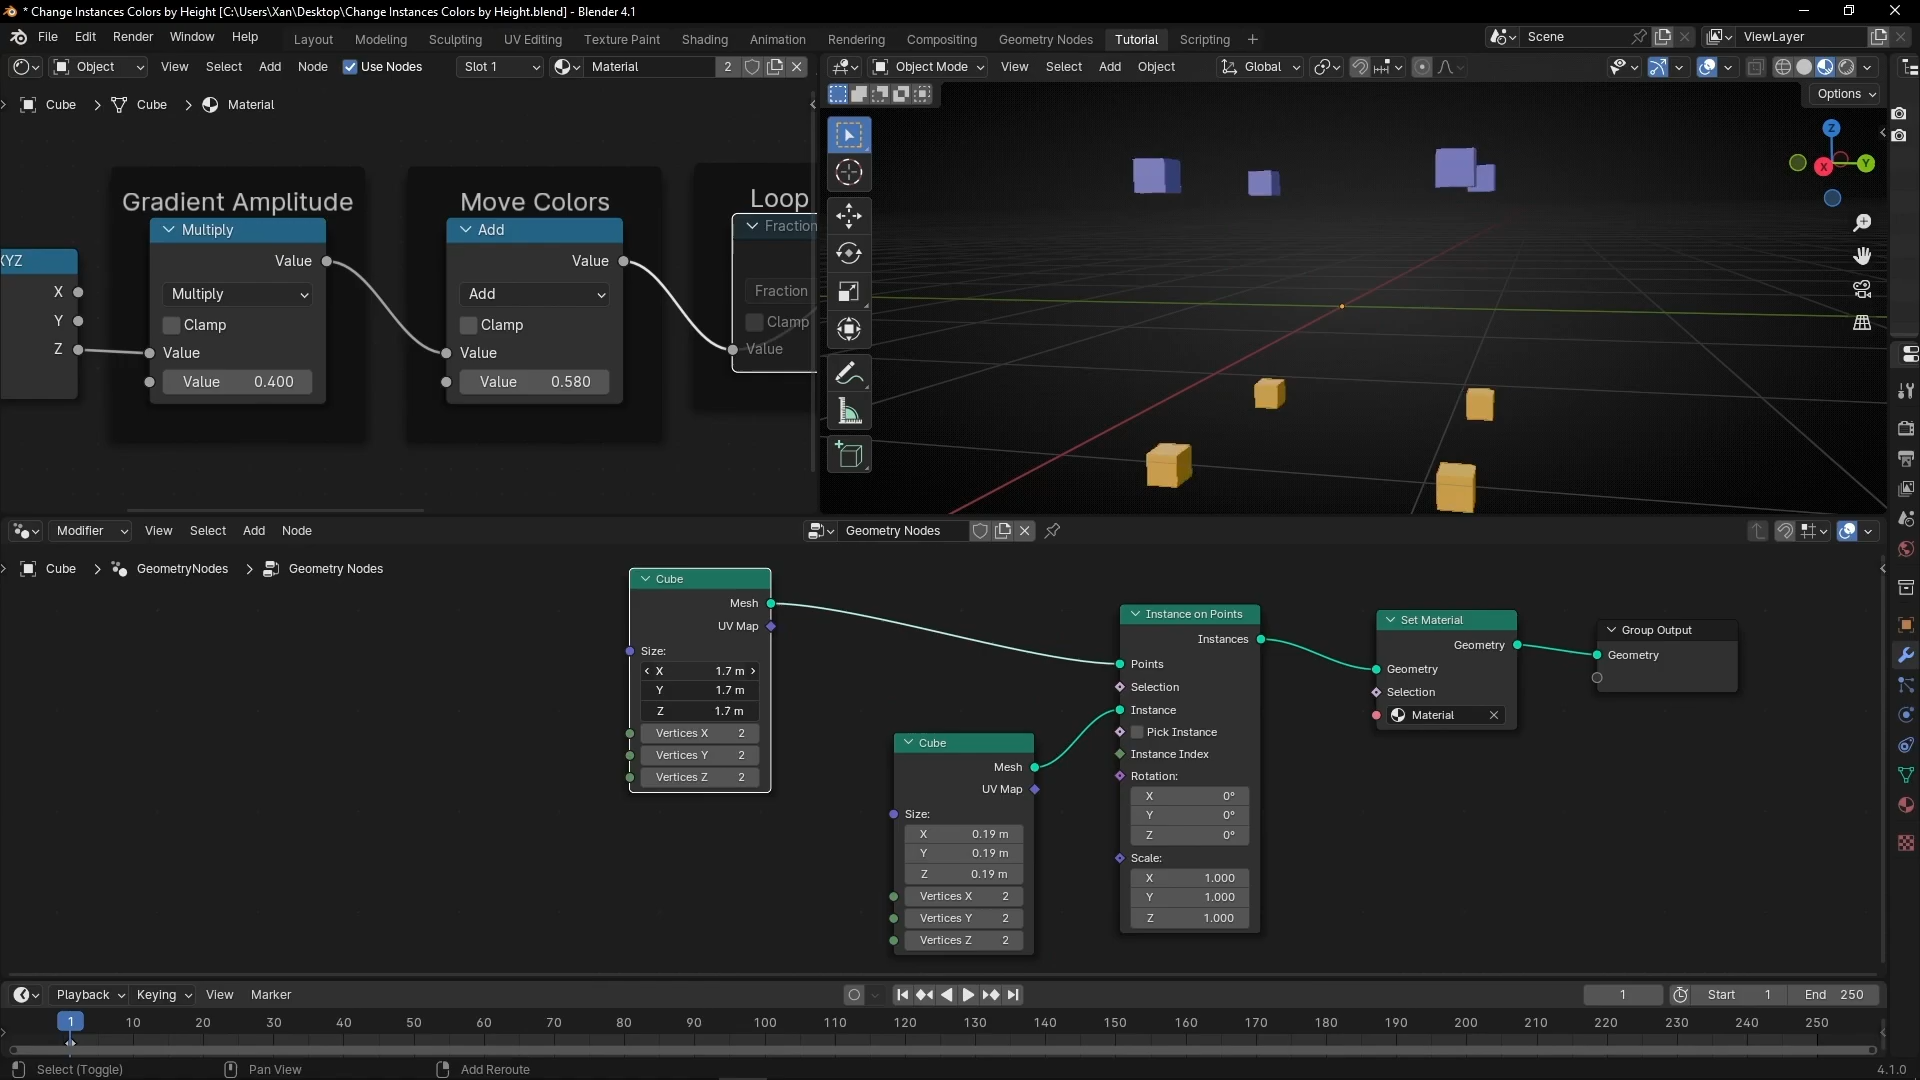 * Change Instances Colors by Height [C:\Users\Xan\Desktop\Change Instances Colors by Height.blend] - Blender 4.1
File Edit Render Window Help Layout Modeling Sculpting UV Editing Texture Paint Shading Animation Rendering Compositing Geometry Nodes Tutorial Scripting + Scene ViewLayer
Object View Select Add Node Use Nodes Slot 1 Material 2
Cube > Cube > Material
Gradient Amplitude
Multiply
Value
Multiply
Clamp
Value
Value 0.400
Move Colors
Add
Value
Add
Clamp
Value
Value 0.580
Loop
Fraction
Fraction
Clamp
Value
XYZ
X
Y
Z
Object Mode View Select Add Object Global
Options
Z
Y
X
Modifier View Select Add Node Geometry Nodes
Cube > GeometryNodes > Geometry Nodes
Cube
Mesh
UV Map
Size:
X 1.7 m
Y 1.7 m
Z 1.7 m
Vertices X 2
Vertices Y 2
Vertices Z 2
Cube
Mesh
UV Map
Size:
X 0.19 m
Y 0.19 m
Z 0.19 m
Vertices X 2
Vertices Y 2
Vertices Z 2
Instance on Points
Instances
Points
Selection
Instance
Pick Instance
Instance Index
Rotation:
X 0°
Y 0°
Z 0°
Scale:
X 1.000
Y 1.000
Z 1.000
Set Material
Geometry
Geometry
Selection
Material
Group Output
Geometry
Playback Keying View Marker 1 Start 1 End 250
1 10 20 30 40 50 60 70 80 90 100 110 120 130 140 150 160 170 180 190 200 210 220 230 240 250
Select (Toggle) Pan View Add Reroute 4.1.0